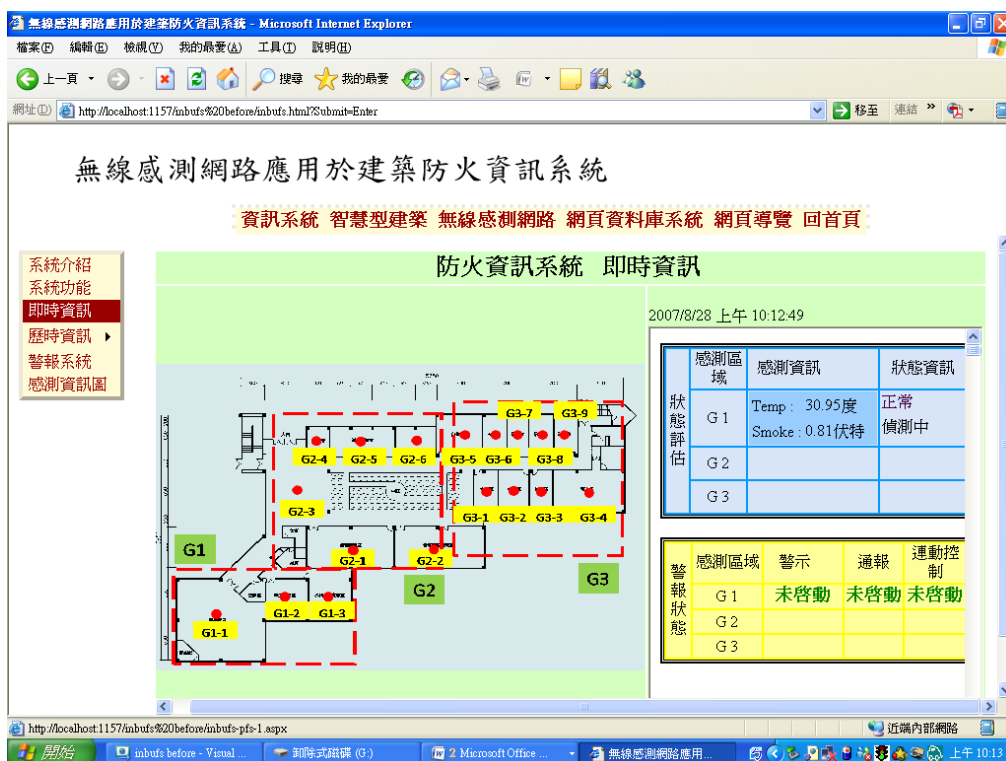 無線感測網路應用於建築防火資訊系統 - Microsoft Internet Explorer
檔案(F) 編輯(E) 檢視(V) 我的最愛(A) 工具(T) 說明(H)
上一頁 搜尋 我的最愛
網址(D) http://localhost:1157/inbufs%20before/inbufs.html?Submit=Enter 移至 連結 »
無線感測網路應用於建築防火資訊系統
資訊系統 智慧型建築 無線感測網路 網頁資料庫系統 網頁導覽 回首頁
系統介紹
系統功能
即時資訊
歷時資訊
警報系統
感測資訊圖
防火資訊系統 即時資訊
G3-7 G3-9
G2-4 G2-5 G2-6 G3-5 G3-6 G3-8
G2-3
G3-1 G3-2 G3-3 G3-4
G1
G2-1 G2-2
G2
G3
G1-2 G1-3
G1-1
2007/8/28 上午 10:12:49
狀態評估
感測區域 感測資訊 狀態資訊
G1 Temp : 30.95度 正常
Smoke : 0.81伏特 偵測中
G2
G3
警報狀態
感測區域 警示 通報 連動控制
G1 未啓動 未啓動 未啓動
G2
G3
http://localhost:1157/inbufs%20before/inbufs-pfs-1.aspx 近端內部網路
開始 inbufs before - Visual ... 卸除式磁碟 (G:) 2 Microsoft Office ... 無線感測網路應用... 上午 10:13